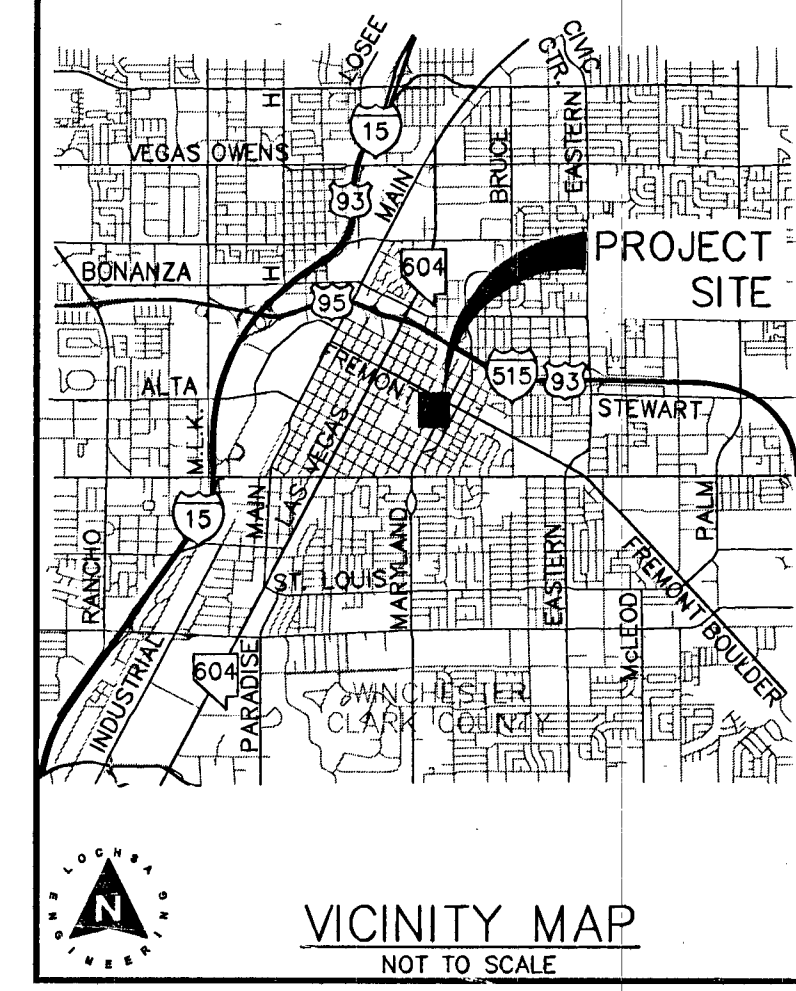 LOSEE
CIVIC
CTR.
H
15
BRUCE
EASTERN
VEGAS OWENS
93
MAIN
PROJECT
SITE
BONANZA
H
604
95
FREMONT
515
93
ALTA
STEWART
M.L.K.
LAS VEGAS
15
MAIN
MARYLAND
PALM
RANCHO
EASTERN
ST. LOUIS
FREMONT BOULDER
McLEOD
INDUSTRIAL
604
PARADISE
WINCHESTER
CLARK COUNTY
LOCHSA
ENGINEERING
N
VICINITY MAP
NOT TO SCALE